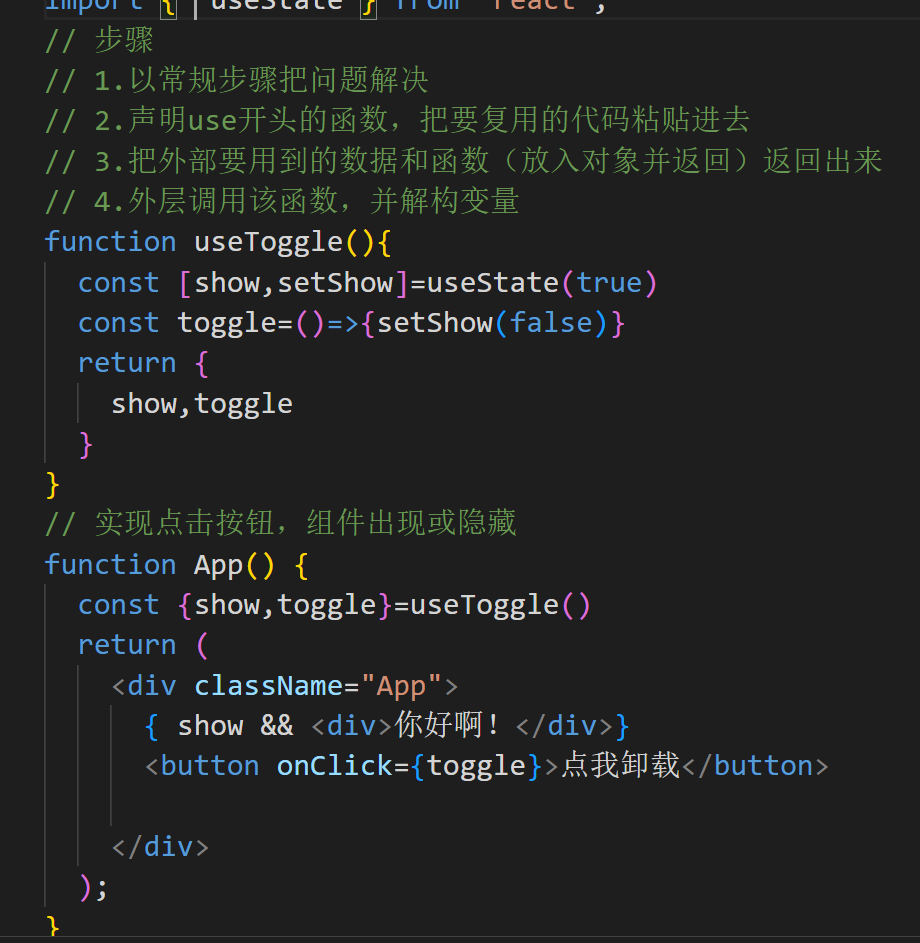 import { useState } from 'react';
// 步骤
// 1.以常规步骤把问题解决
// 2.声明use开头的函数，把要复用的代码粘贴进去
// 3.把外部要用到的数据和函数（放入对象并返回）返回出来
// 4.外层调用该函数，并解构变量
function useToggle(){
  const [show,setShow]=useState(true)
  const toggle=()=>{setShow(false)}
  return {
    show,toggle
  }
}
// 实现点击按钮，组件出现或隐藏
function App() {
  const {show,toggle}=useToggle()
  return (
    <div className="App">
      { show && <div>你好啊！</div>}
      <button onClick={toggle}>点我卸载</button>
    </div>
  );
}